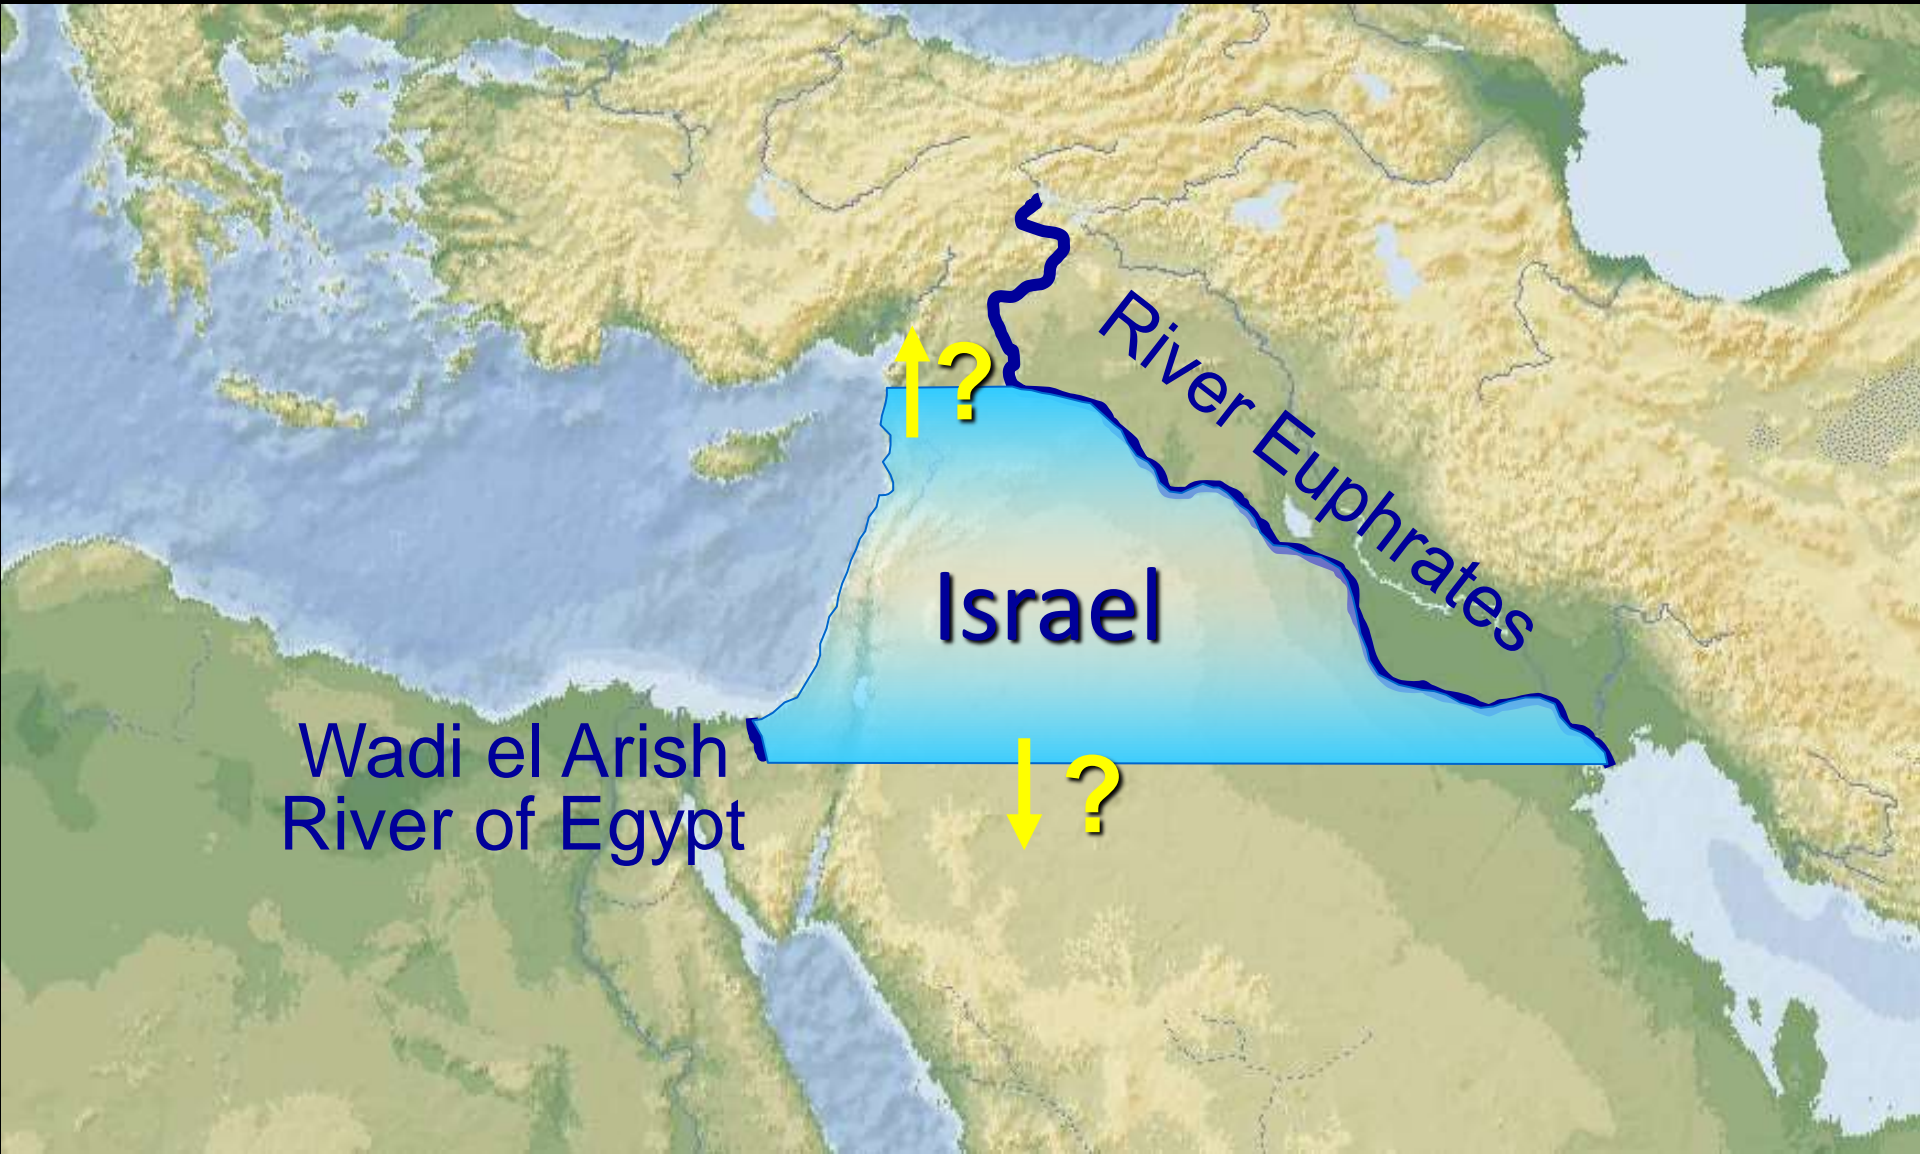 ?
River Euphrates
Israel
Wadi el Arish
River of Egypt
?